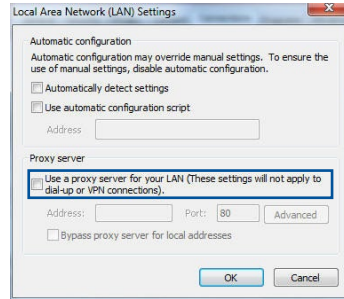 Local Area Network (LAN) Settings
Automatic configuration
Automatic configuration may override manual settings. To ensure the
use of manual settings, disable automatic configuration.
Automatically detect settings
Use automatic configuration script
Address
Proxy server
Use a proxy server for your LAN (These settings will not apply to
dial-up or VPN connections).
Address: Port: 80 Advanced
Bypass proxy server for local addresses
OK Cancel